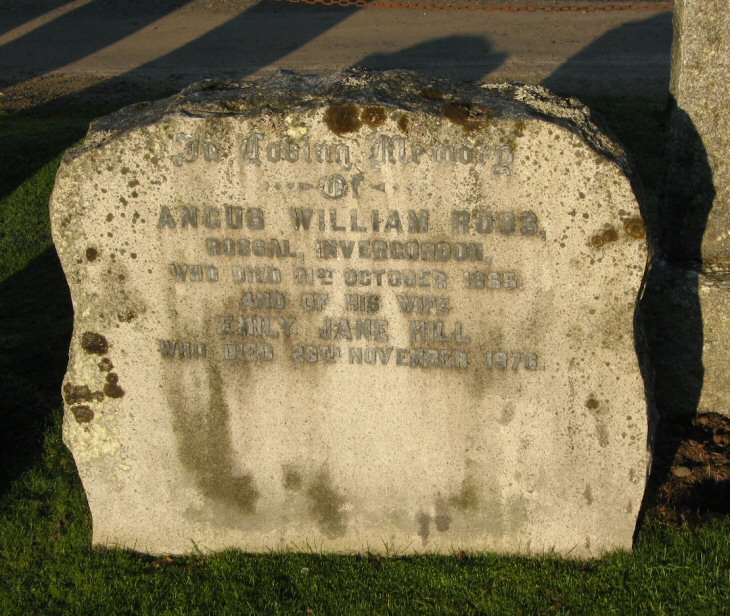 In Loving Memory
Of
ANGUS WILLIAM ROSS,
ROSGAL, INVERGORDON,
WHO DIED 31ST OCTOBER 1965.
AND OF HIS WIFE
EMILY JANE HILL
WHO DIED 26TH NOVEMBER 1976.